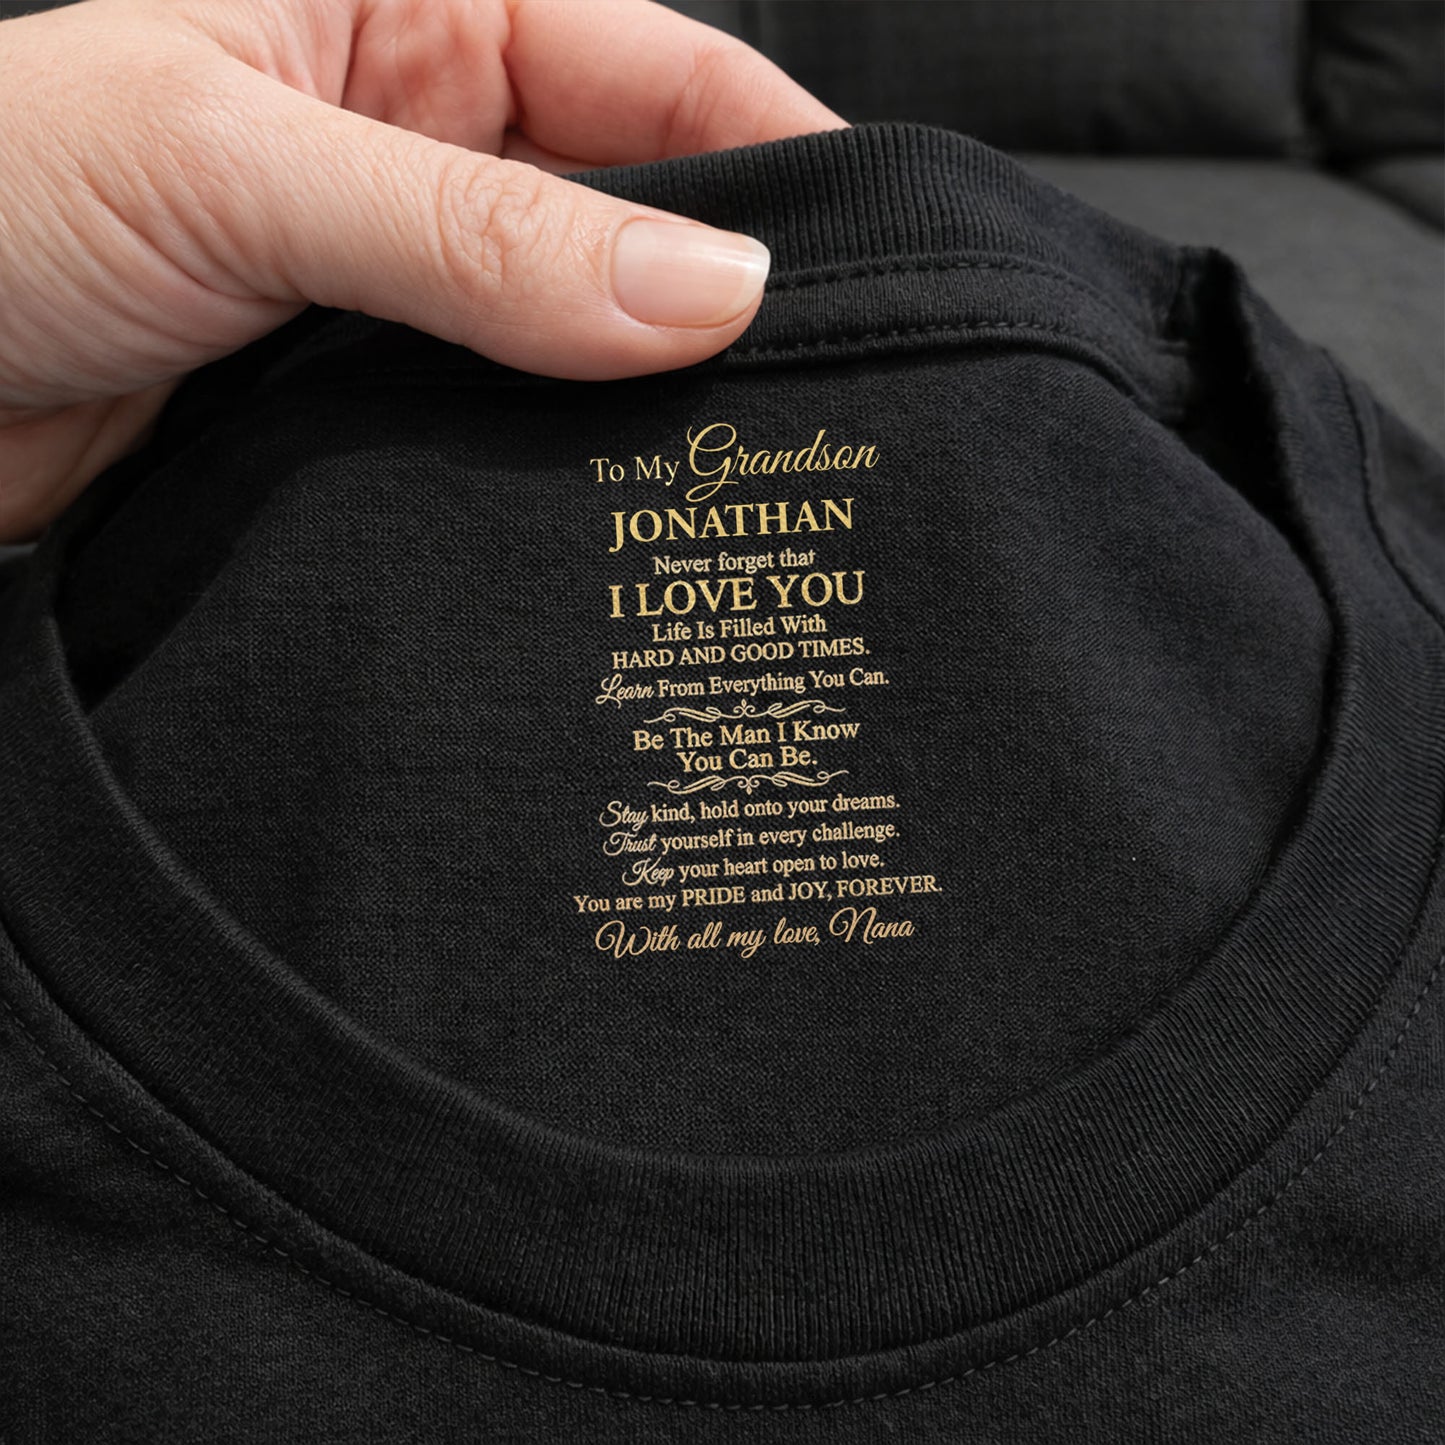 To My Grandson
JONATHAN
Never forget that
I LOVE YOU
Life Is Filled With
HARD AND GOOD TIMES.
Learn From Everything You Can.
Be The Man I Know
You Can Be.
Stay kind, hold onto your dreams.
Trust yourself in every challenge.
Keep your heart open to love.
You are my PRIDE and JOY, FOREVER.
With all my love, Nana